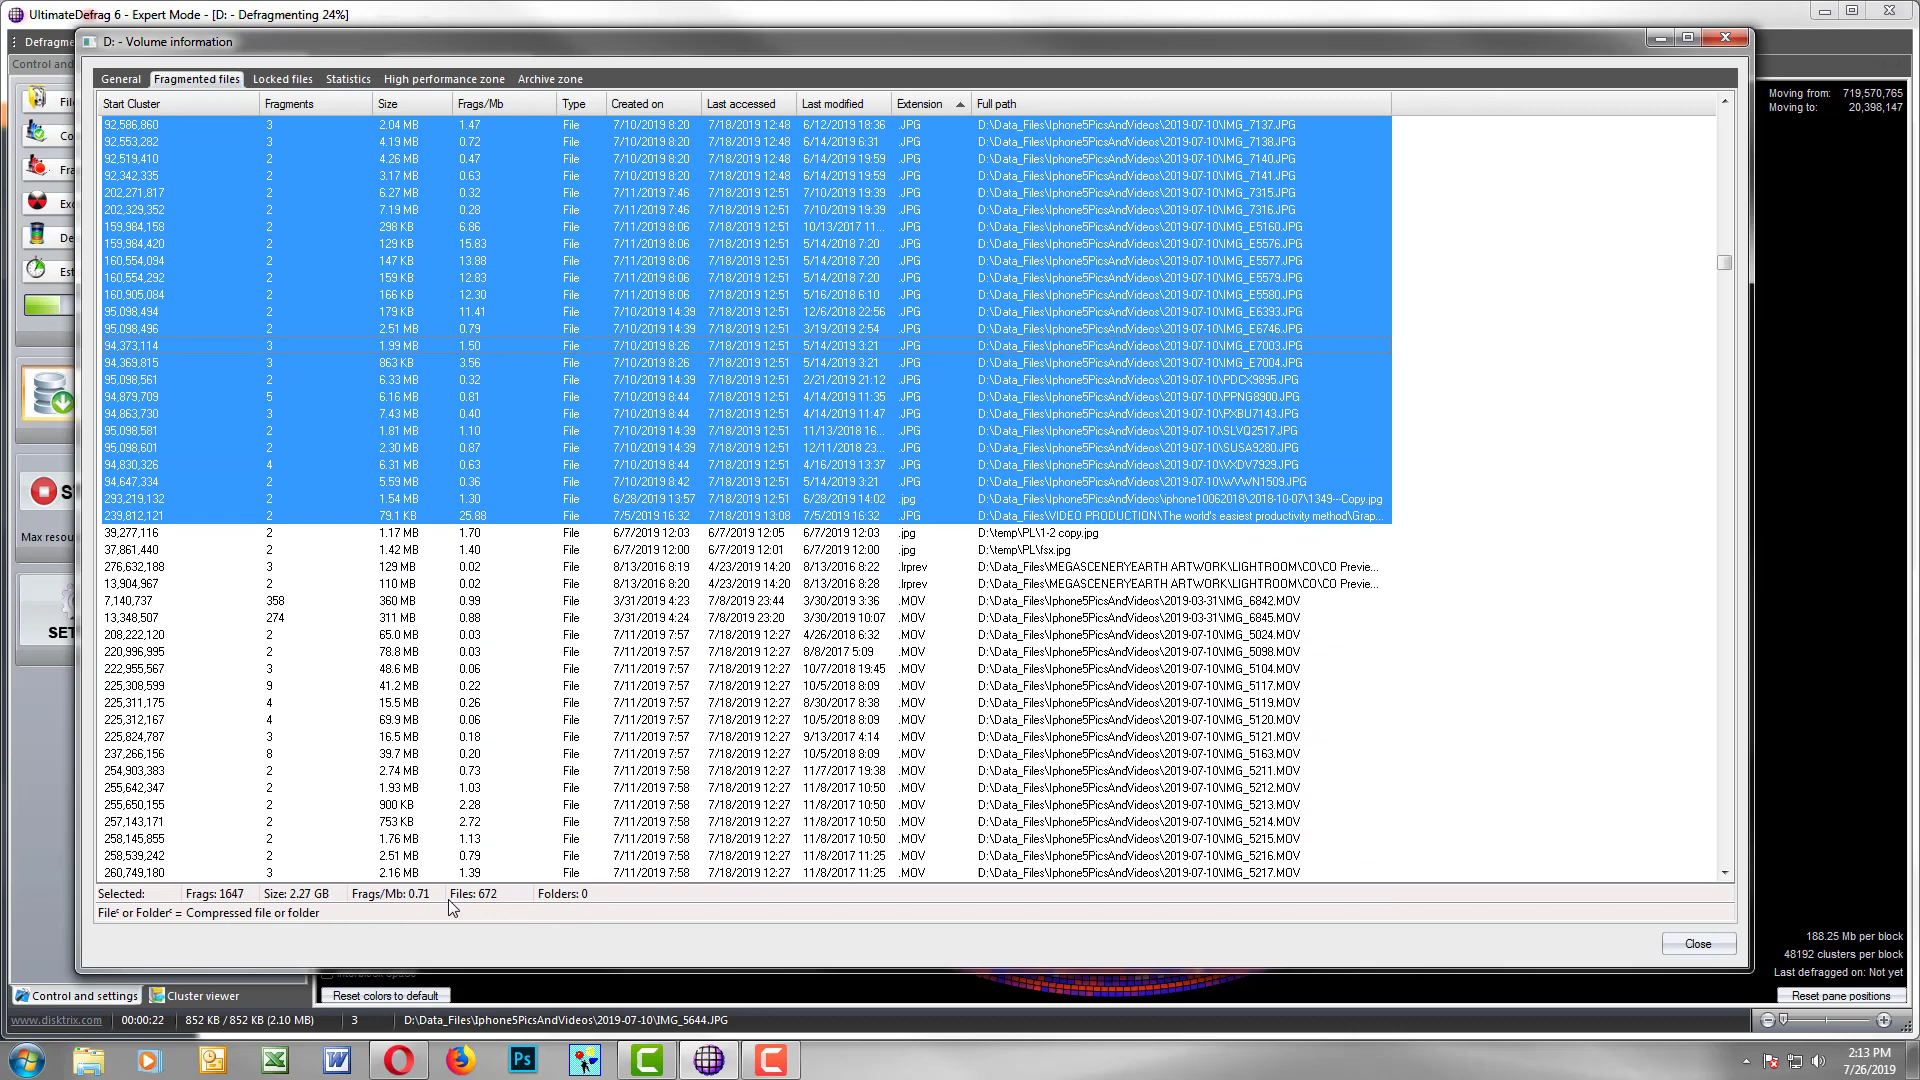 UltimateDefrag 6 - Expert Mode - [D: - Defragmenting 24%]
Defragme
D: - Volume information
Control and
General Fragmented files Locked files Statistics High performance zone Archive zone
Start Cluster Fragments Size Frags/Mb Type Created on Last accessed Last modified Extension Full path
Moving from: 719,570,765
Moving to: 20,398,147
92,586,860 3 2.04 MB 1.47 File 7/10/2019 8:20 7/18/2019 12:48 6/12/2019 18:36 .JPG D:\Data_Files\Iphone5PicsAndVideos\2019-07-10\IMG_7137.JPG
92,553,282 3 4.19 MB 0.72 File 7/10/2019 8:20 7/18/2019 12:48 6/14/2019 6:31 .JPG D:\Data_Files\Iphone5PicsAndVideos\2019-07-10\IMG_7138.JPG
92,519,410 2 4.26 MB 0.47 File 7/10/2019 8:20 7/18/2019 12:48 6/14/2019 19:59 .JPG D:\Data_Files\Iphone5PicsAndVideos\2019-07-10\IMG_7140.JPG
92,342,335 2 3.17 MB 0.63 File 7/10/2019 8:20 7/18/2019 12:48 6/14/2019 19:59 .JPG D:\Data_Files\Iphone5PicsAndVideos\2019-07-10\IMG_7141.JPG
202,271,817 2 6.27 MB 0.32 File 7/11/2019 7:46 7/18/2019 12:51 7/10/2019 19:39 .JPG D:\Data_Files\Iphone5PicsAndVideos\2019-07-10\IMG_7315.JPG
202,329,352 2 7.19 MB 0.28 File 7/11/2019 7:46 7/18/2019 12:51 7/10/2019 19:39 .JPG D:\Data_Files\Iphone5PicsAndVideos\2019-07-10\IMG_7316.JPG
159,984,158 2 298 KB 6.86 File 7/11/2019 8:06 7/18/2019 12:51 10/13/2017 11... .JPG D:\Data_Files\Iphone5PicsAndVideos\2019-07-10\IMG_E5160.JPG
159,984,420 2 129 KB 15.83 File 7/11/2019 8:06 7/18/2019 12:51 5/14/2018 7:20 .JPG D:\Data_Files\Iphone5PicsAndVideos\2019-07-10\IMG_E5576.JPG
160,554,094 2 147 KB 13.88 File 7/11/2019 8:06 7/18/2019 12:51 5/14/2018 7:20 .JPG D:\Data_Files\Iphone5PicsAndVideos\2019-07-10\IMG_E5577.JPG
160,554,292 2 159 KB 12.83 File 7/11/2019 8:06 7/18/2019 12:51 5/14/2018 7:20 .JPG D:\Data_Files\Iphone5PicsAndVideos\2019-07-10\IMG_E5579.JPG
160,905,084 2 166 KB 12.30 File 7/11/2019 8:06 7/18/2019 12:51 5/16/2018 6:10 .JPG D:\Data_Files\Iphone5PicsAndVideos\2019-07-10\IMG_E5580.JPG
95,098,494 2 179 KB 11.41 File 7/10/2019 14:39 7/18/2019 12:51 12/6/2018 22:56 .JPG D:\Data_Files\Iphone5PicsAndVideos\2019-07-10\IMG_E6393.JPG
95,098,496 2 2.51 MB 0.79 File 7/10/2019 14:39 7/18/2019 12:51 3/19/2019 2:54 .JPG D:\Data_Files\Iphone5PicsAndVideos\2019-07-10\IMG_E6746.JPG
94,373,114 3 1.99 MB 1.50 File 7/10/2019 8:26 7/18/2019 12:51 5/14/2019 3:21 .JPG D:\Data_Files\Iphone5PicsAndVideos\2019-07-10\IMG_E7003.JPG
94,369,815 3 863 KB 3.56 File 7/10/2019 8:26 7/18/2019 12:51 5/14/2019 3:21 .JPG D:\Data_Files\Iphone5PicsAndVideos\2019-07-10\IMG_E7004.JPG
95,098,561 2 6.33 MB 0.32 File 7/10/2019 14:39 7/18/2019 12:51 2/21/2019 21:12 .JPG D:\Data_Files\Iphone5PicsAndVideos\2019-07-10\PDCX9895.JPG
94,879,709 5 6.16 MB 0.81 File 7/10/2019 8:44 7/18/2019 12:51 4/14/2019 11:35 .JPG D:\Data_Files\Iphone5PicsAndVideos\2019-07-10\PPNG8900.JPG
94,863,730 3 7.43 MB 0.40 File 7/10/2019 8:44 7/18/2019 12:51 4/14/2019 11:47 .JPG D:\Data_Files\Iphone5PicsAndVideos\2019-07-10\PXBU7143.JPG
95,098,581 2 1.81 MB 1.10 File 7/10/2019 14:39 7/18/2019 12:51 11/13/2018 16... .JPG D:\Data_Files\Iphone5PicsAndVideos\2019-07-10\SLVQ2517.JPG
95,098,601 2 2.30 MB 0.87 File 7/10/2019 14:39 7/18/2019 12:51 12/11/2018 23... .JPG D:\Data_Files\Iphone5PicsAndVideos\2019-07-10\SUSA9280.JPG
94,830,326 4 6.31 MB 0.63 File 7/10/2019 8:44 7/18/2019 12:51 4/16/2019 13:37 .JPG D:\Data_Files\Iphone5PicsAndVideos\2019-07-10\VXDV7929.JPG
94,647,334 2 5.59 MB 0.36 File 7/10/2019 8:42 7/18/2019 12:51 5/14/2019 3:21 .JPG D:\Data_Files\Iphone5PicsAndVideos\2019-07-10\WVWN1509.JPG
293,219,132 2 1.54 MB 1.30 File 6/28/2019 13:57 7/18/2019 12:51 6/28/2019 14:02 .jpg D:\Data_Files\Iphone5PicsAndVideos\iphone10062018\2018-10-07\1349--Copy.jpg
239,812,121 2 79.1 KB 25.88 File 7/5/2019 16:32 7/18/2019 13:08 7/5/2019 16:32 .JPG D:\Data_Files\VIDEO PRODUCTION\The world's easiest productivity method\Grap...
39,277,116 2 1.17 MB 1.70 File 6/7/2019 12:03 6/7/2019 12:05 6/7/2019 12:03 .jpg D:\temp\PL\1-2 copy.jpg
37,861,440 2 1.42 MB 1.40 File 6/7/2019 12:00 6/7/2019 12:01 6/7/2019 12:00 .jpg D:\temp\PL\fsx.jpg
276,632,188 3 129 MB 0.02 File 8/13/2016 8:19 4/23/2019 14:20 8/13/2016 8:22 .lrprev D:\Data_Files\MEGASCENERYEARTH ARTWORK\LIGHTROOM\CO\CO Previe...
13,904,967 2 110 MB 0.02 File 8/13/2016 8:19 4/23/2019 14:20 8/13/2016 8:28 .lrprev D:\Data_Files\MEGASCENERYEARTH ARTWORK\LIGHTROOM\CO\CO Previe...
7,140,737 358 360 MB 0.99 File 3/31/2019 4:23 7/8/2019 23:44 3/30/2019 3:36 .MOV D:\Data_Files\Iphone5PicsAndVideos\2019-03-31\IMG_6842.MOV
13,348,507 274 311 MB 0.88 File 3/31/2019 4:24 7/8/2019 23:20 3/30/2019 10:07 .MOV D:\Data_Files\Iphone5PicsAndVideos\2019-03-31\IMG_6845.MOV
208,222,120 2 65.0 MB 0.03 File 7/11/2019 7:57 7/18/2019 12:27 4/26/2018 6:32 .MOV D:\Data_Files\Iphone5PicsAndVideos\2019-07-10\IMG_5024.MOV
220,996,995 2 78.8 MB 0.03 File 7/11/2019 7:57 7/18/2019 12:27 8/8/2017 5:09 .MOV D:\Data_Files\Iphone5PicsAndVideos\2019-07-10\IMG_5098.MOV
222,955,567 3 48.6 MB 0.06 File 7/11/2019 7:57 7/18/2019 12:27 10/7/2018 19:45 .MOV D:\Data_Files\Iphone5PicsAndVideos\2019-07-10\IMG_5104.MOV
225,308,599 9 41.2 MB 0.22 File 7/11/2019 7:57 7/18/2019 12:27 10/5/2018 8:09 .MOV D:\Data_Files\Iphone5PicsAndVideos\2019-07-10\IMG_5117.MOV
225,311,175 4 15.5 MB 0.26 File 7/11/2019 7:57 7/18/2019 12:27 8/30/2017 8:38 .MOV D:\Data_Files\Iphone5PicsAndVideos\2019-07-10\IMG_5119.MOV
225,312,167 4 69.9 MB 0.06 File 7/11/2019 7:57 7/18/2019 12:27 10/5/2018 8:09 .MOV D:\Data_Files\Iphone5PicsAndVideos\2019-07-10\IMG_5120.MOV
225,824,787 3 16.5 MB 0.18 File 7/11/2019 7:57 7/18/2019 12:27 9/13/2017 4:14 .MOV D:\Data_Files\Iphone5PicsAndVideos\2019-07-10\IMG_5121.MOV
237,266,156 8 39.7 MB 0.20 File 7/11/2019 7:57 7/18/2019 12:27 10/5/2018 8:09 .MOV D:\Data_Files\Iphone5PicsAndVideos\2019-07-10\IMG_5163.MOV
254,903,383 2 2.74 MB 0.73 File 7/11/2019 7:58 7/18/2019 12:27 11/7/2017 19:38 .MOV D:\Data_Files\Iphone5PicsAndVideos\2019-07-10\IMG_5211.MOV
255,642,347 2 1.93 MB 1.03 File 7/11/2019 7:58 7/18/2019 12:27 11/8/2017 10:50 .MOV D:\Data_Files\Iphone5PicsAndVideos\2019-07-10\IMG_5212.MOV
255,650,155 2 900 KB 2.28 File 7/11/2019 7:58 7/18/2019 12:27 11/8/2017 10:50 .MOV D:\Data_Files\Iphone5PicsAndVideos\2019-07-10\IMG_5213.MOV
257,143,171 2 753 KB 2.72 File 7/11/2019 7:58 7/18/2019 12:27 11/8/2017 10:50 .MOV D:\Data_Files\Iphone5PicsAndVideos\2019-07-10\IMG_5214.MOV
258,145,855 2 1.76 MB 1.13 File 7/11/2019 7:58 7/18/2019 12:27 11/8/2017 10:50 .MOV D:\Data_Files\Iphone5PicsAndVideos\2019-07-10\IMG_5215.MOV
258,539,242 2 2.51 MB 0.79 File 7/11/2019 7:58 7/18/2019 12:27 11/8/2017 11:25 .MOV D:\Data_Files\Iphone5PicsAndVideos\2019-07-10\IMG_5216.MOV
260,749,180 3 2.16 MB 1.39 File 7/11/2019 7:58 7/18/2019 12:27 11/8/2017 11:25 .MOV D:\Data_Files\Iphone5PicsAndVideos\2019-07-10\IMG_5217.MOV
Selected: Frags: 1647 Size: 2.27 GB Frags/Mb: 0.71 Files: 672 Folders: 0
Fileᶜ or Folderᶜ = Compressed file or folder
Close
File
Co
Fra
Exc
De
Est
ST
Max resou
SET
188.25 Mb per block
48192 clusters per block
Last defragged on: Not yet
Control and settings Cluster viewer Reset colors to default Reset pane positions
www.disktrix.com 00:00:22 852 KB / 852 KB (2.10 MB) 3 D:\Data_Files\Iphone5PicsAndVideos\2019-07-10\IMG_5644.JPG
Ps
2:13 PM
7/26/2019